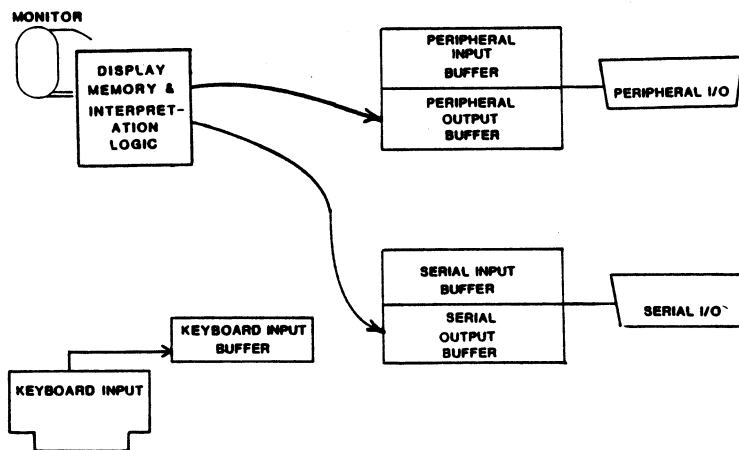 MONITOR
DISPLAY
MEMORY &
INTERPRET-
ATION
LOGIC
PERIPHERAL
INPUT
BUFFER
PERIPHERAL
OUTPUT
BUFFER
PERIPHERAL I/O
SERIAL INPUT
BUFFER
SERIAL
OUTPUT
BUFFER
SERIAL I/O
KEYBOARD INPUT
BUFFER
KEYBOARD INPUT